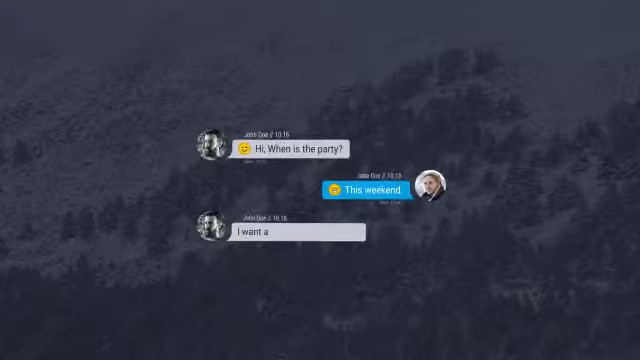 John Doe // 10.16
Hi, When is the party?
John Doe // 10.15
This weekend
John Doe // 10.16
I want a